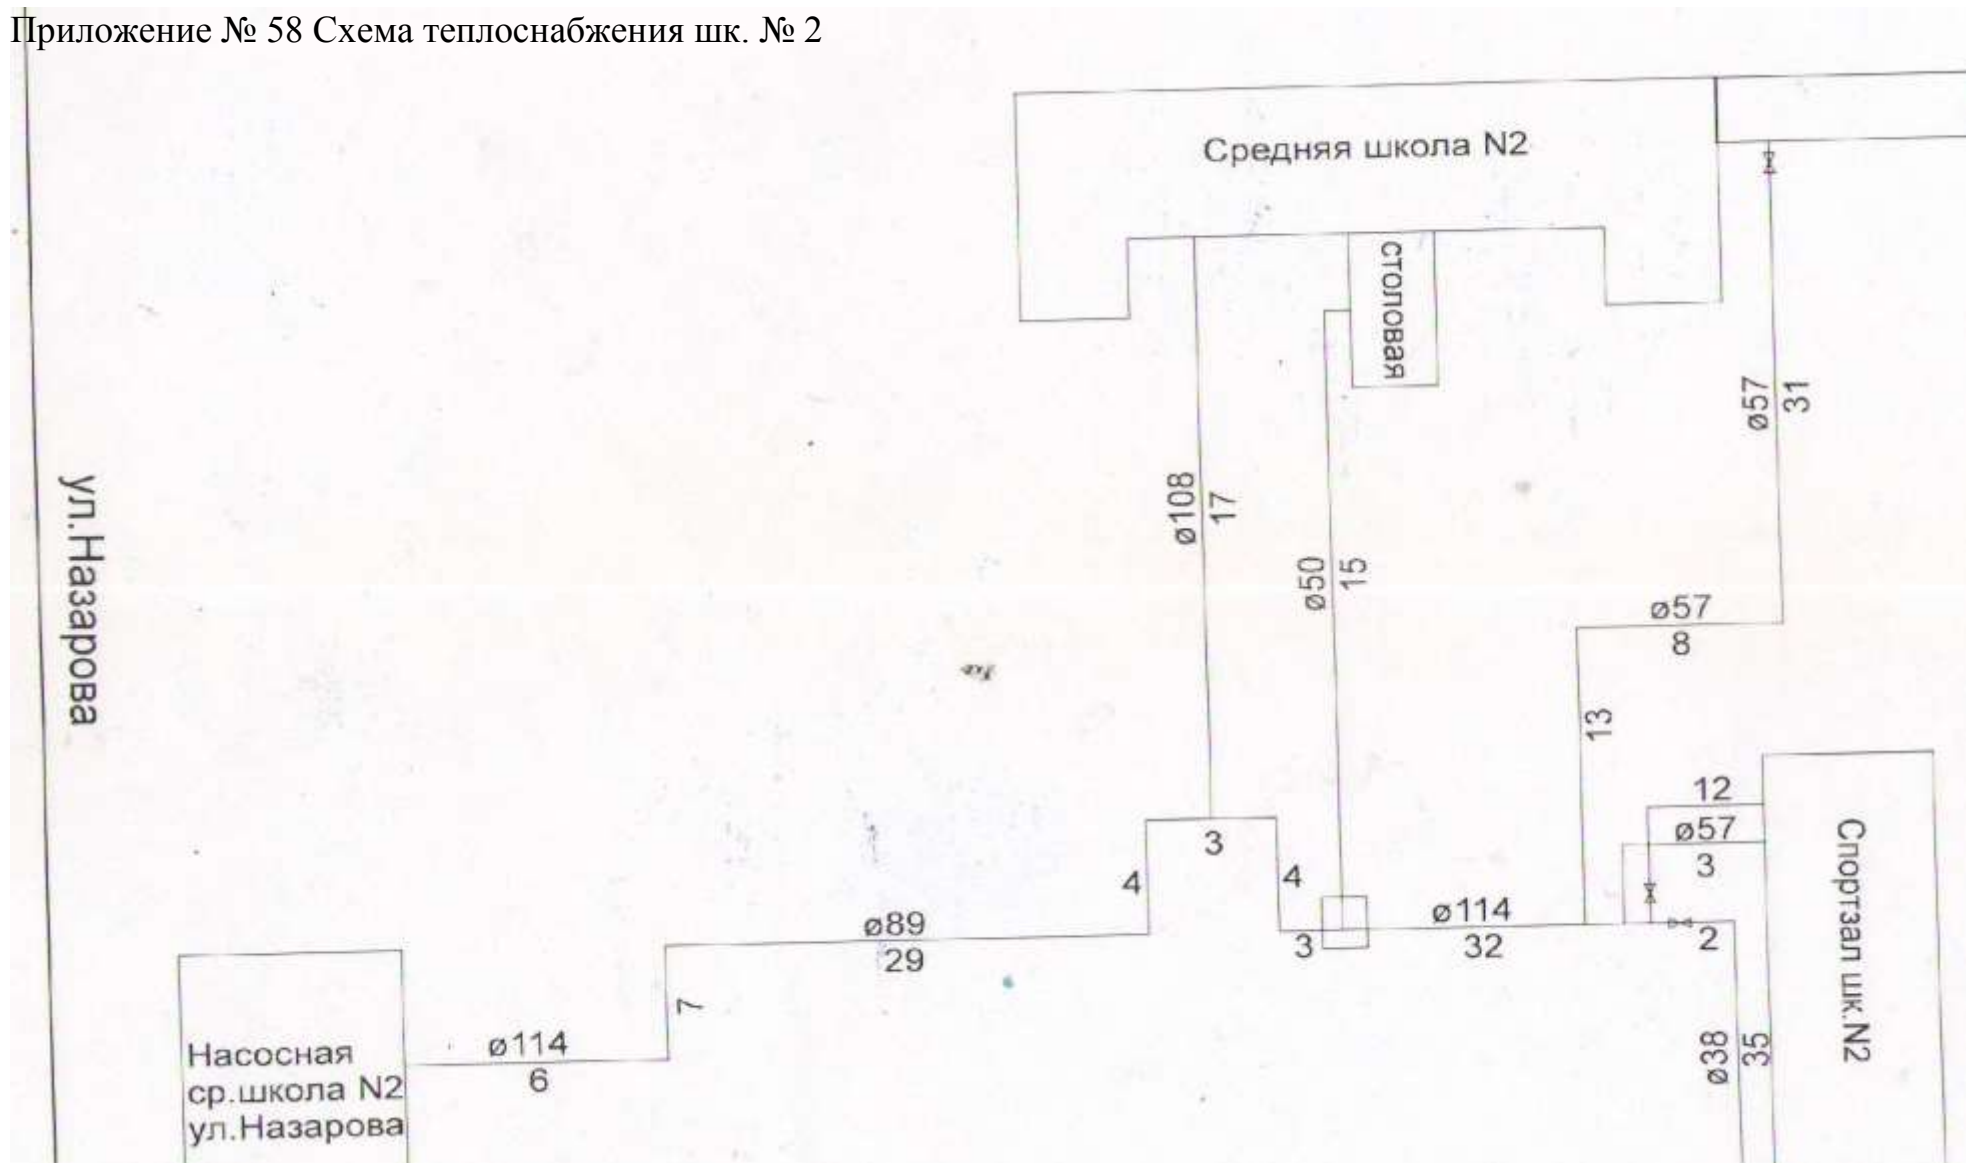 Приложение № 58 Схема теплоснабжения шк. № 2
Средняя школа N2
столовая
ø57
31
ø108
17
ø50
15
ул.Назарова
ø57
8
13
12
ø57
3
Спортзал шк.N2
3
4
4
ø89
29
3
ø114
32
2
7
ø38
35
ø114
6
Насосная
ср.школа N2
ул.Назарова